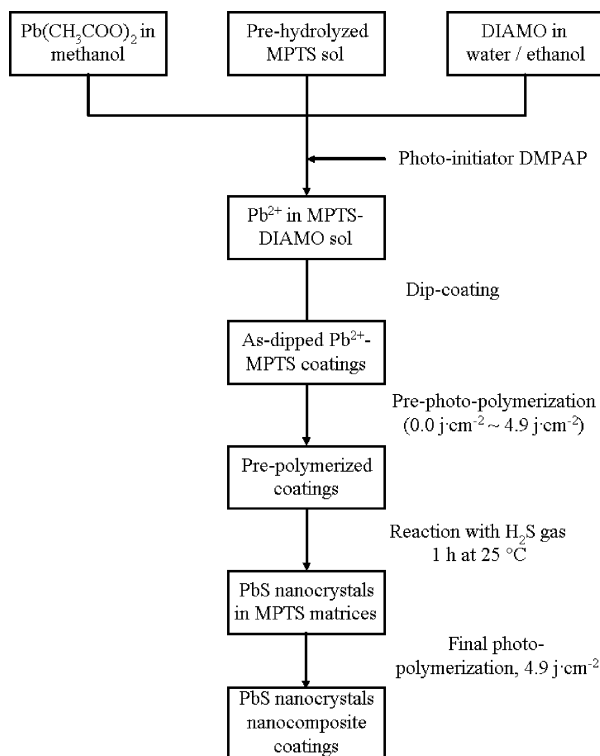 Pb(CH₃COO)₂ in
methanol
Pre-hydrolyzed
MPTS sol
DIAMO in
water / ethanol
Photo-initiator DMPAP
Pb²⁺ in MPTS-
DIAMO sol
Dip-coating
As-dipped Pb²⁺-
MPTS coatings
Pre-photo-polymerization
(0.0 j·cm⁻² ~ 4.9 j·cm⁻²)
Pre-polymerized
coatings
Reaction with H₂S gas
1 h at 25 °C
PbS nanocrystals
in MPTS matrices
Final photo-
polymerization, 4.9 j·cm⁻²
PbS nanocrystals
nanocomposite
coatings